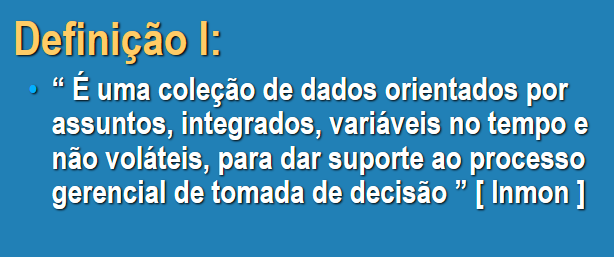 Definição I:
• “ É uma coleção de dados orientados por
assuntos, integrados, variáveis no tempo e
não voláteis, para dar suporte ao processo
gerencial de tomada de decisão ” [ Inmon ]